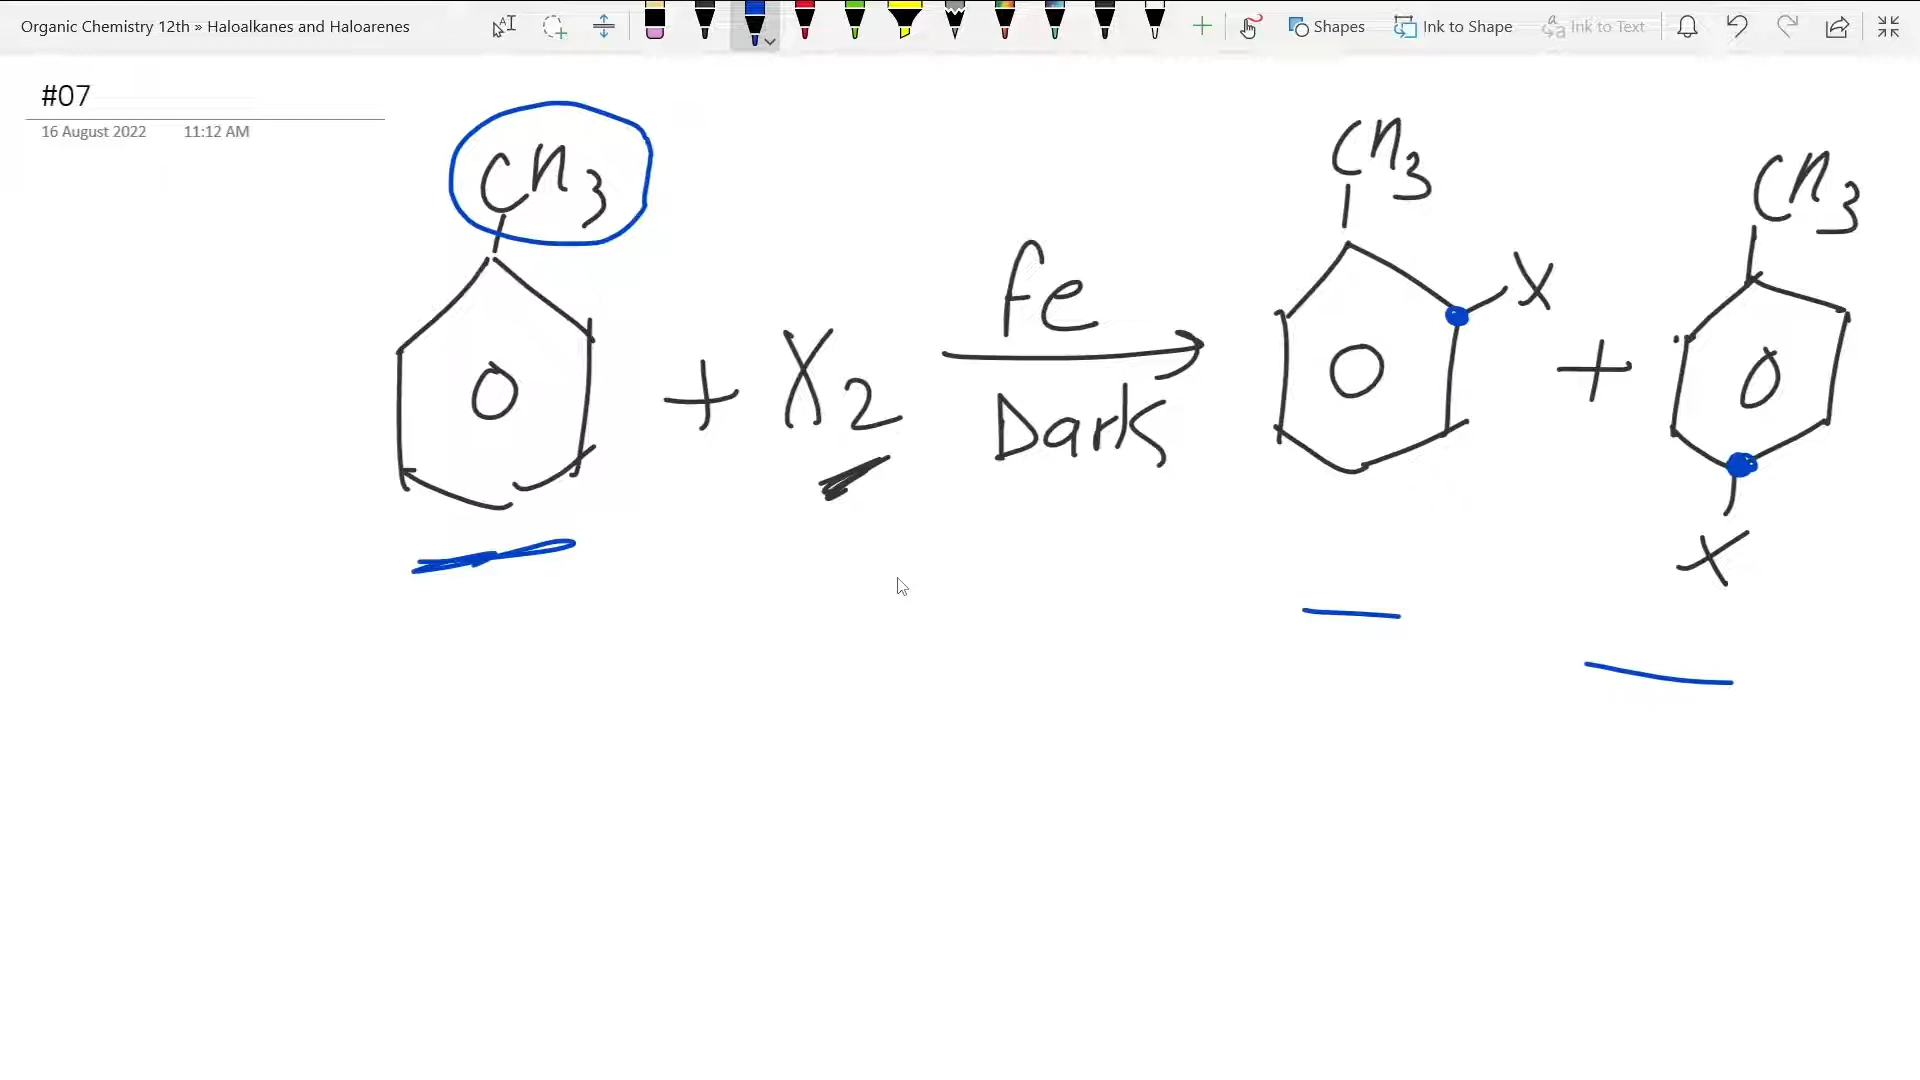 Organic Chemistry 12th » Haloalkanes and Haloarenes
Shapes
Ink to Shape
Ink to Text
#07
16 August 2022 11:12 AM
CH3
+ X2
Fe
Dark
CH3
X
+
CH3
X